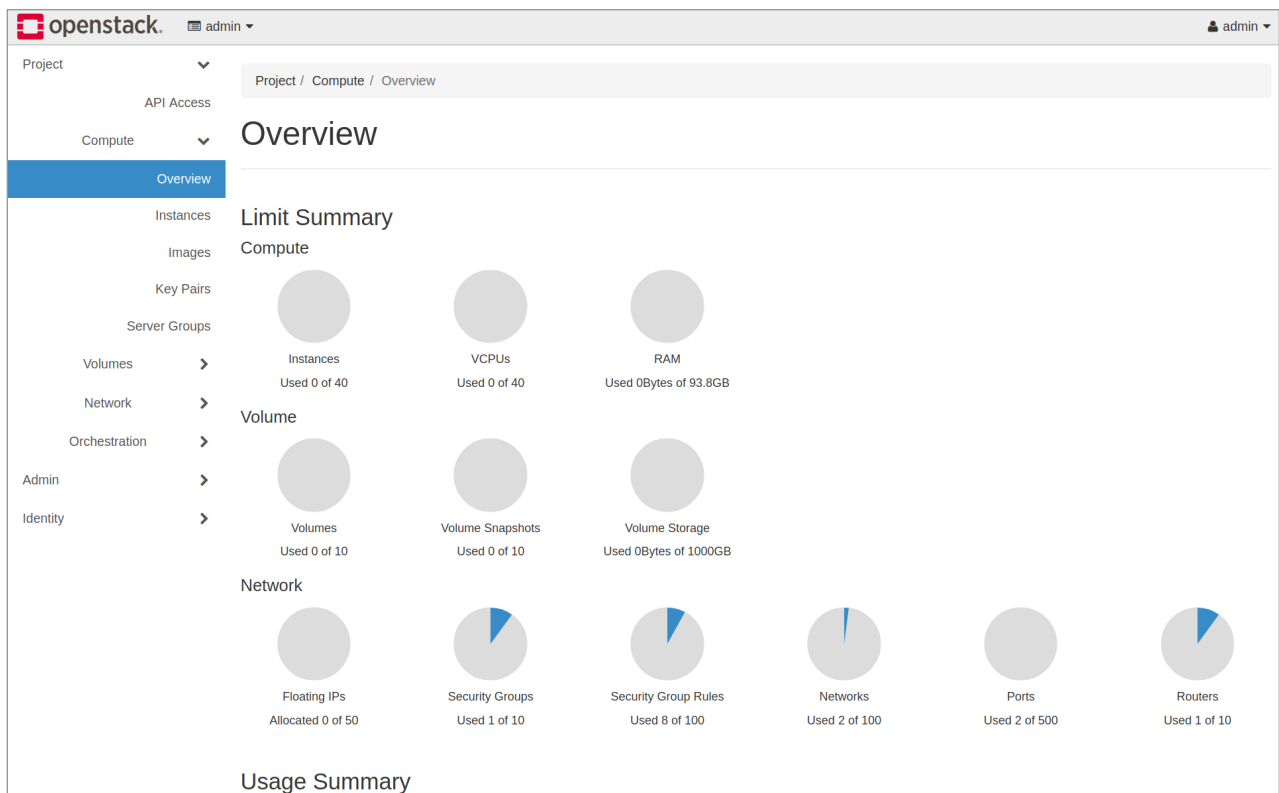 openstack. admin admin
Project
API Access
Compute
Overview
Instances
Images
Key Pairs
Server Groups
Volumes
Network
Orchestration
Admin
Identity
Project / Compute / Overview
Overview
Limit Summary
Compute
Instances VCPUs RAM
Used 0 of 40 Used 0 of 40 Used 0Bytes of 93.8GB
Volume
Volumes Volume Snapshots Volume Storage
Used 0 of 10 Used 0 of 10 Used 0Bytes of 1000GB
Network
Floating IPs Security Groups Security Group Rules Networks Ports Routers
Allocated 0 of 50 Used 1 of 10 Used 8 of 100 Used 2 of 100 Used 2 of 500 Used 1 of 10
Usage Summary